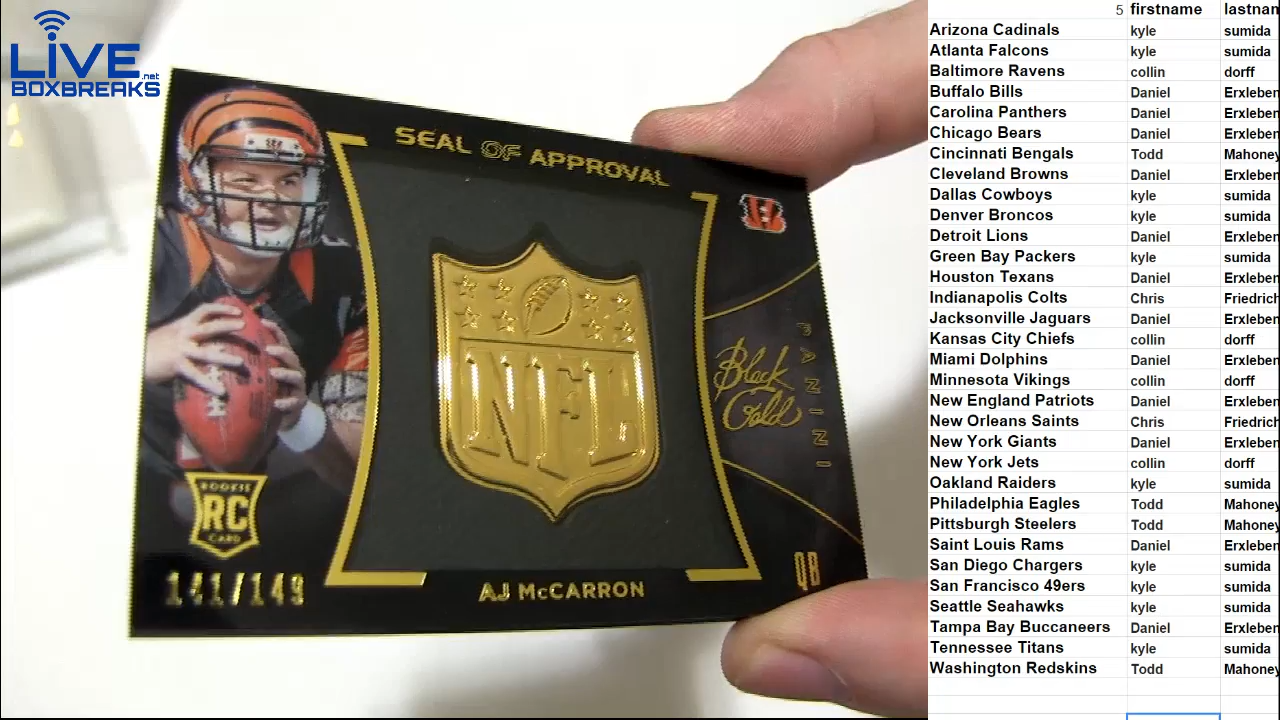 LIVE
.net
BOXBREAKS
SEAL OF APPROVAL
NFL
Black
Gold
PANINI
ROOKIE
RC
CARD
141/149
AJ McCARRON
QB
5 firstname lastnam
Arizona Cadinals kyle sumida
Atlanta Falcons kyle sumida
Baltimore Ravens collin dorff
Buffalo Bills Daniel Erxleben
Carolina Panthers Daniel Erxleben
Chicago Bears Daniel Erxleben
Cincinnati Bengals Todd Mahoney
Cleveland Browns Daniel Erxleben
Dallas Cowboys kyle sumida
Denver Broncos kyle sumida
Detroit Lions Daniel Erxleben
Green Bay Packers kyle sumida
Houston Texans Daniel Erxleben
Indianapolis Colts Chris Friedrich
Jacksonville Jaguars Daniel Erxleben
Kansas City Chiefs collin dorff
Miami Dolphins Daniel Erxleben
Minnesota Vikings collin dorff
New England Patriots Daniel Erxleben
New Orleans Saints Chris Friedrich
New York Giants Daniel Erxleben
New York Jets collin dorff
Oakland Raiders kyle sumida
Philadelphia Eagles Todd Mahoney
Pittsburgh Steelers Todd Mahoney
Saint Louis Rams Daniel Erxleben
San Diego Chargers kyle sumida
San Francisco 49ers kyle sumida
Seattle Seahawks kyle sumida
Tampa Bay Buccaneers Daniel Erxleben
Tennessee Titans kyle sumida
Washington Redskins Todd Mahoney